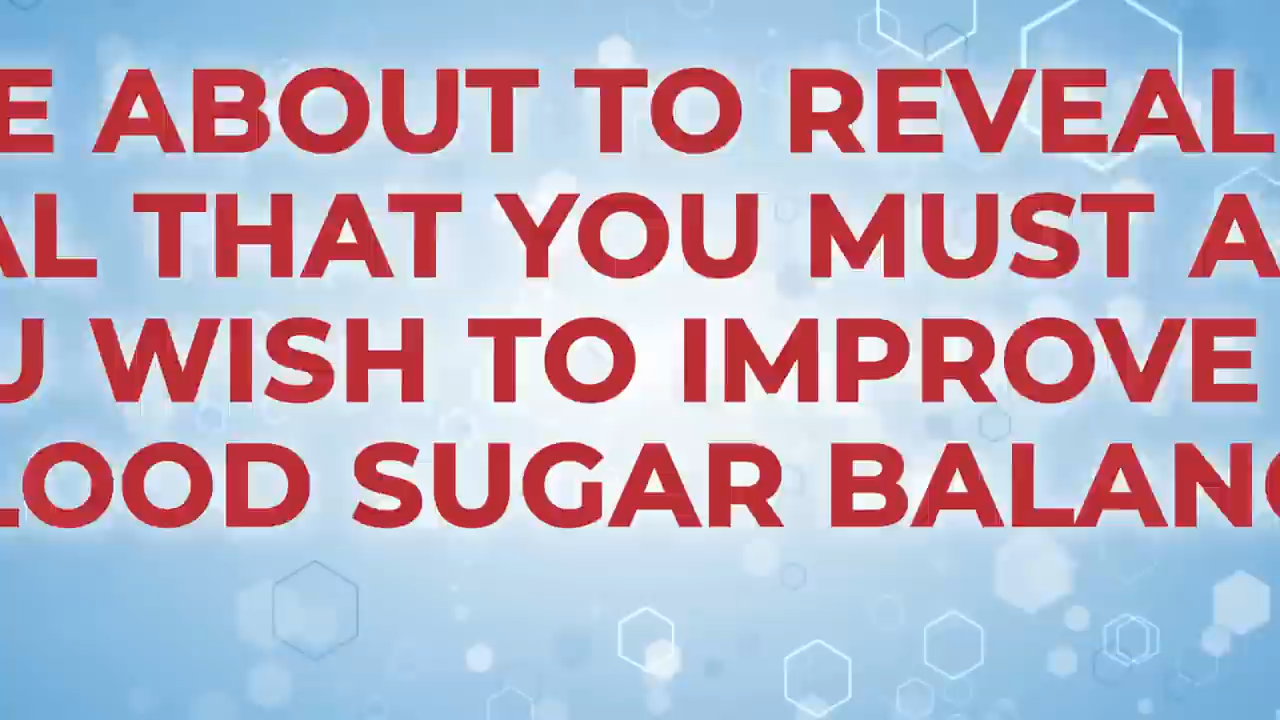 E ABOUT TO REVEAL
AL THAT YOU MUST A
U WISH TO IMPROVE
LOOD SUGAR BALANC